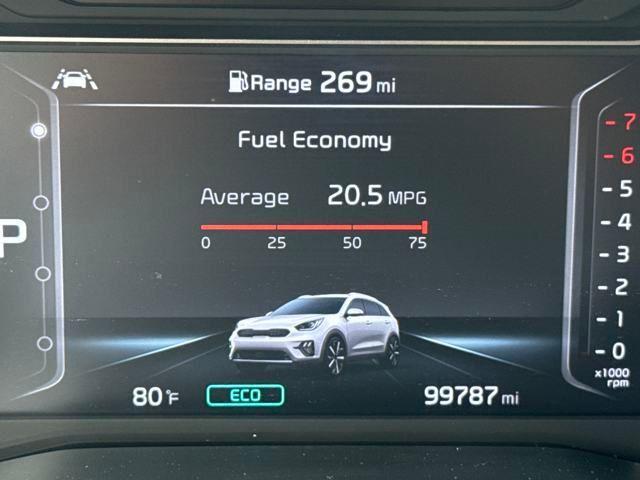 Range 269 mi
Fuel Economy
Average 20.5 MPG
0 25 50 75
P
7
6
5
4
3
2
1
0
x1000
rpm
80°F ECO 99787 mi